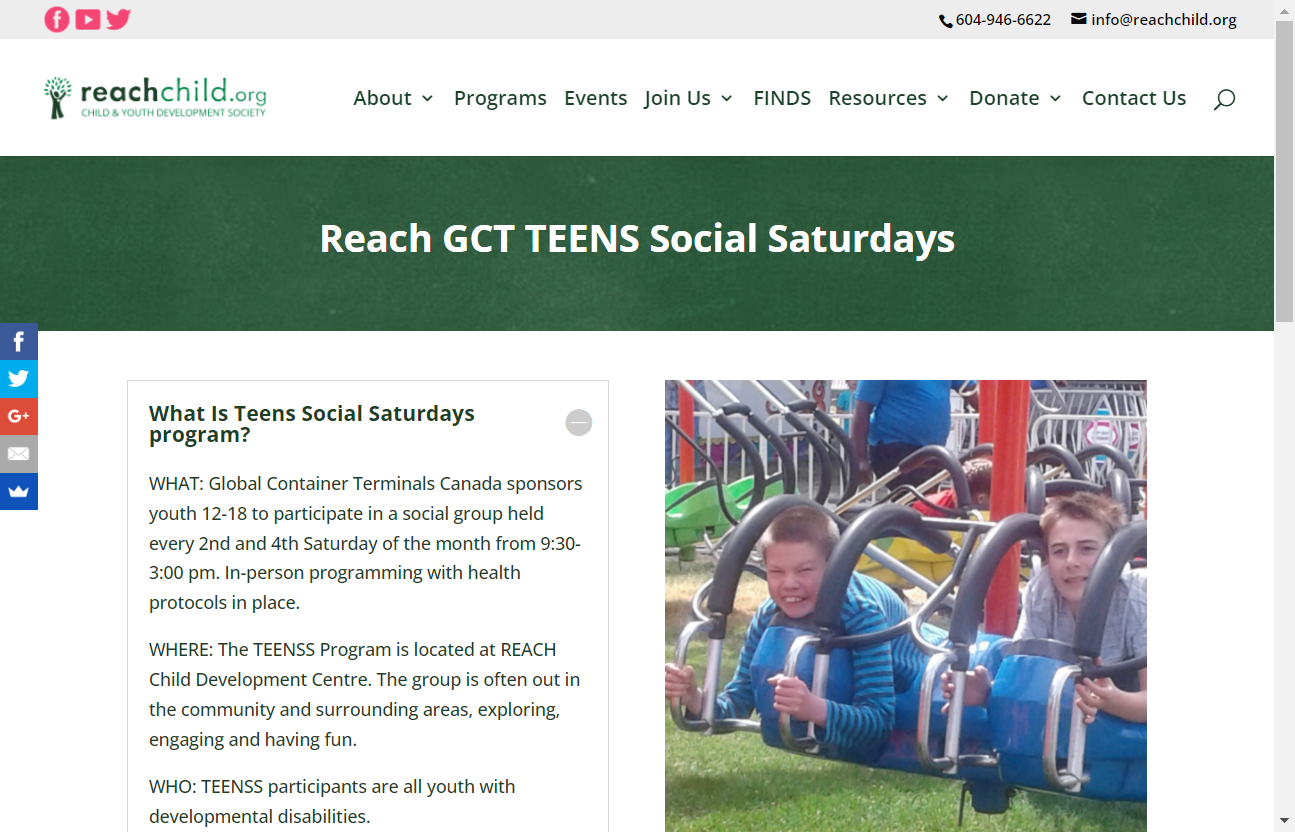 604-946-6622 info@reachchild.org
reachchild.org
CHILD & YOUTH DEVELOPMENT SOCIETY
About Programs Events Join Us FINDS Resources Donate Contact Us
Reach GCT TEENS Social Saturdays
What Is Teens Social Saturdays
program?
WHAT: Global Container Terminals Canada sponsors
youth 12-18 to participate in a social group held
every 2nd and 4th Saturday of the month from 9:30-
3:00 pm. In-person programming with health
protocols in place.
WHERE: The TEENSS Program is located at REACH
Child Development Centre. The group is often out in
the community and surrounding areas, exploring,
engaging and having fun.
WHO: TEENSS participants are all youth with
developmental disabilities.